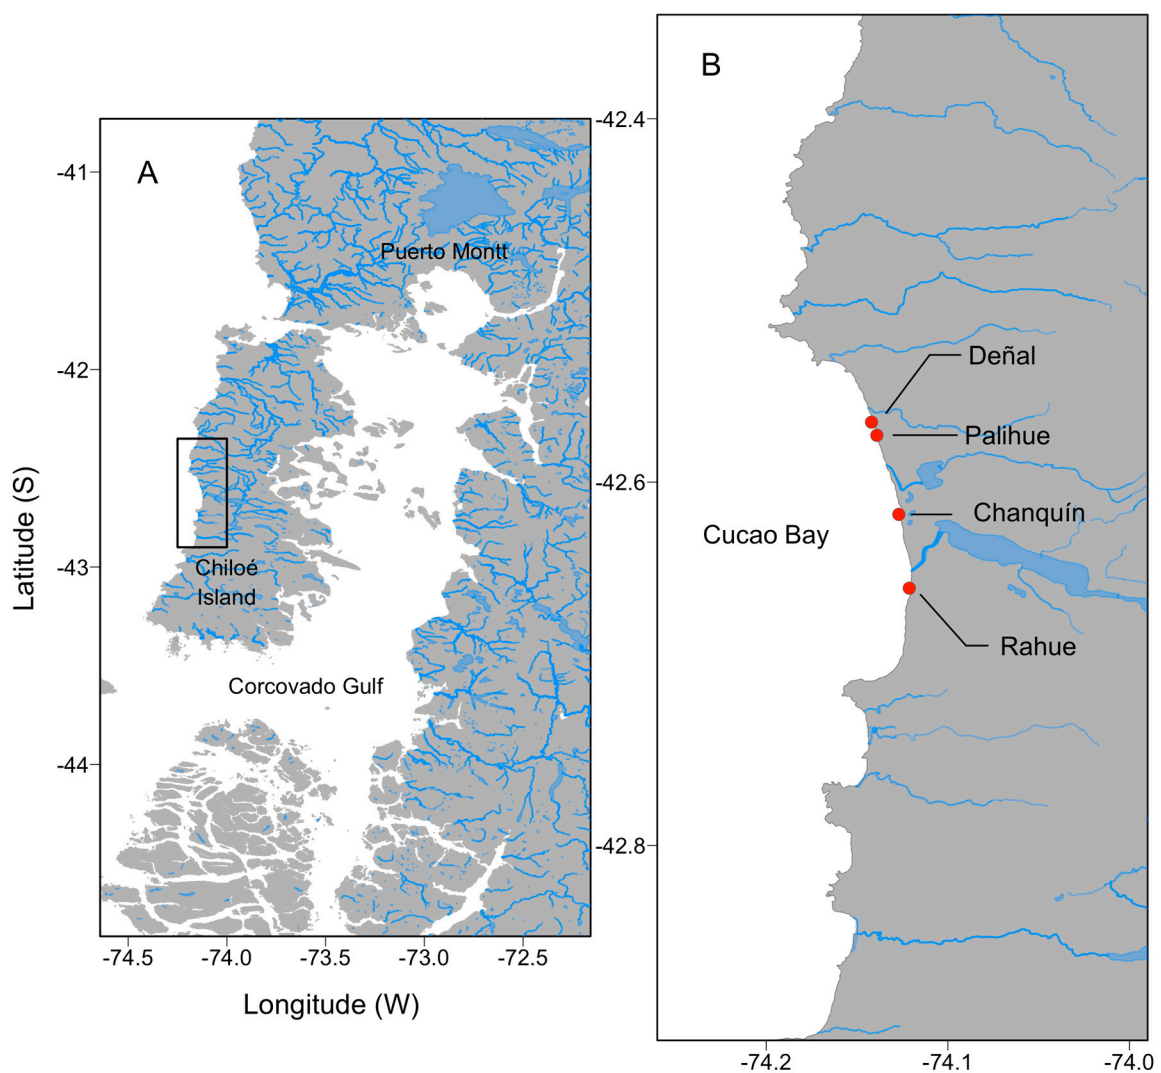 A
-41
-42
-43
-44
Latitude (S)
Puerto Montt
Chiloé
Island
Corcovado Gulf
-74.5
-74.0
-73.5
-73.0
-72.5
Longitude (W)
B
-42.4
-42.6
-42.8
Deñal
Palihue
Chanquín
Cucao Bay
Rahue
-74.2
-74.1
-74.0